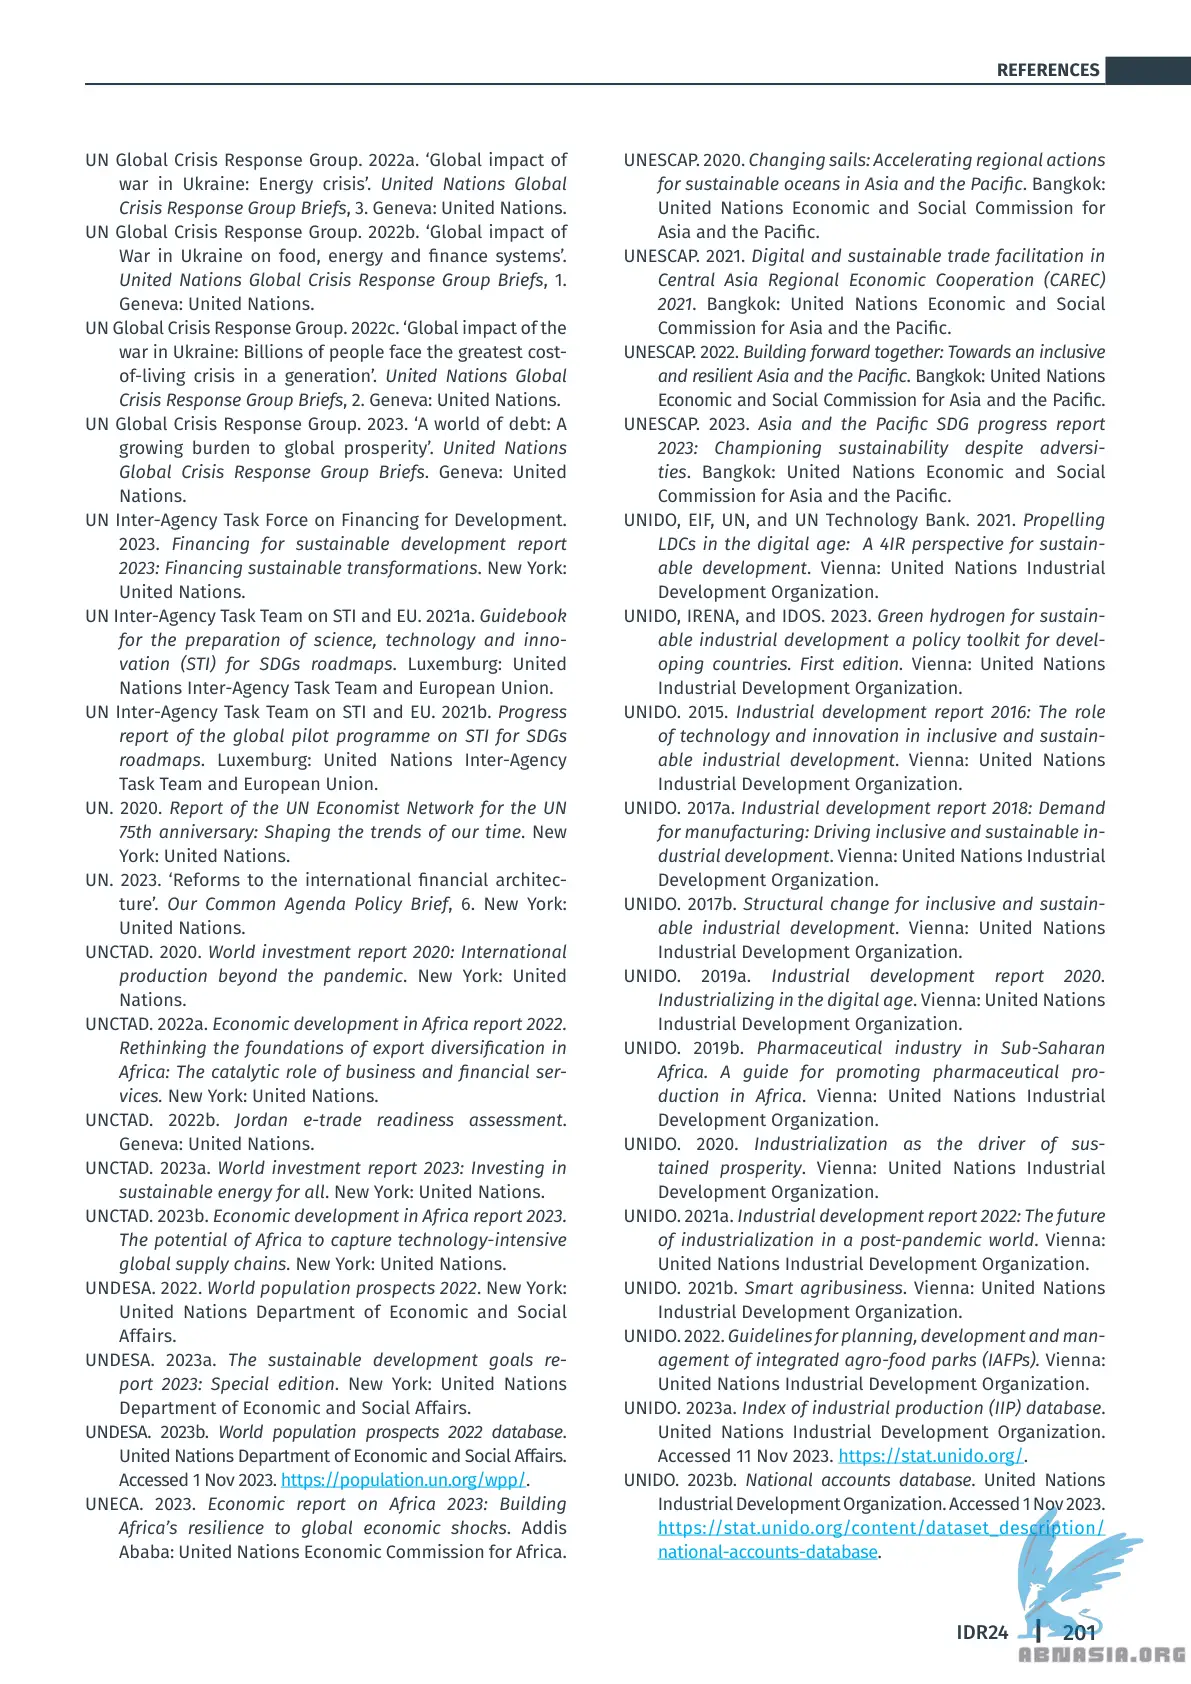 REFERENCES
UN Global Crisis Response Group. 2022a. ‘Global impact of
war in Ukraine: Energy crisis’. United Nations Global
Crisis Response Group Briefs, 3. Geneva: United Nations.
UN Global Crisis Response Group. 2022b. ‘Global impact of
War in Ukraine on food, energy and finance systems’.
United Nations Global Crisis Response Group Briefs, 1.
Geneva: United Nations.
UN Global Crisis Response Group. 2022c. ‘Global impact of the
war in Ukraine: Billions of people face the greatest cost-
of-living crisis in a generation’. United Nations Global
Crisis Response Group Briefs, 2. Geneva: United Nations.
UN Global Crisis Response Group. 2023. ‘A world of debt: A
growing burden to global prosperity’. United Nations
Global Crisis Response Group Briefs. Geneva: United
Nations.
UN Inter-Agency Task Force on Financing for Development.
2023. Financing for sustainable development report
2023: Financing sustainable transformations. New York:
United Nations.
UN Inter-Agency Task Team on STI and EU. 2021a. Guidebook
for the preparation of science, technology and inno-
vation (STI) for SDGs roadmaps. Luxemburg: United
Nations Inter-Agency Task Team and European Union.
UN Inter-Agency Task Team on STI and EU. 2021b. Progress
report of the global pilot programme on STI for SDGs
roadmaps. Luxemburg: United Nations Inter-Agency
Task Team and European Union.
UN. 2020. Report of the UN Economist Network for the UN
75th anniversary: Shaping the trends of our time. New
York: United Nations.
UN. 2023. ‘Reforms to the international financial architec-
ture’. Our Common Agenda Policy Brief, 6. New York:
United Nations.
UNCTAD. 2020. World investment report 2020: International
production beyond the pandemic. New York: United
Nations.
UNCTAD. 2022a. Economic development in Africa report 2022.
Rethinking the foundations of export diversification in
Africa: The catalytic role of business and financial ser-
vices. New York: United Nations.
UNCTAD. 2022b. Jordan e-trade readiness assessment.
Geneva: United Nations.
UNCTAD. 2023a. World investment report 2023: Investing in
sustainable energy for all. New York: United Nations.
UNCTAD. 2023b. Economic development in Africa report 2023.
The potential of Africa to capture technology-intensive
global supply chains. New York: United Nations.
UNDESA. 2022. World population prospects 2022. New York:
United Nations Department of Economic and Social
Affairs.
UNDESA. 2023a. The sustainable development goals re-
port 2023: Special edition. New York: United Nations
Department of Economic and Social Affairs.
UNDESA. 2023b. World population prospects 2022 database.
United Nations Department of Economic and Social Affairs.
Accessed 1 Nov 2023. https://population.un.org/wpp/.
UNECA. 2023. Economic report on Africa 2023: Building
Africa’s resilience to global economic shocks. Addis
Ababa: United Nations Economic Commission for Africa.
UNESCAP. 2020. Changing sails: Accelerating regional actions
for sustainable oceans in Asia and the Pacific. Bangkok:
United Nations Economic and Social Commission for
Asia and the Pacific.
UNESCAP. 2021. Digital and sustainable trade facilitation in
Central Asia Regional Economic Cooperation (CAREC)
2021. Bangkok: United Nations Economic and Social
Commission for Asia and the Pacific.
UNESCAP. 2022. Building forward together: Towards an inclusive
and resilient Asia and the Pacific. Bangkok: United Nations
Economic and Social Commission for Asia and the Pacific.
UNESCAP. 2023. Asia and the Pacific SDG progress report
2023: Championing sustainability despite adversi-
ties. Bangkok: United Nations Economic and Social
Commission for Asia and the Pacific.
UNIDO, EIF, UN, and UN Technology Bank. 2021. Propelling
LDCs in the digital age: A 4IR perspective for sustain-
able development. Vienna: United Nations Industrial
Development Organization.
UNIDO, IRENA, and IDOS. 2023. Green hydrogen for sustain-
able industrial development a policy toolkit for devel-
oping countries. First edition. Vienna: United Nations
Industrial Development Organization.
UNIDO. 2015. Industrial development report 2016: The role
of technology and innovation in inclusive and sustain-
able industrial development. Vienna: United Nations
Industrial Development Organization.
UNIDO. 2017a. Industrial development report 2018: Demand
for manufacturing: Driving inclusive and sustainable in-
dustrial development. Vienna: United Nations Industrial
Development Organization.
UNIDO. 2017b. Structural change for inclusive and sustain-
able industrial development. Vienna: United Nations
Industrial Development Organization.
UNIDO. 2019a. Industrial development report 2020.
Industrializing in the digital age. Vienna: United Nations
Industrial Development Organization.
UNIDO. 2019b. Pharmaceutical industry in Sub-Saharan
Africa. A guide for promoting pharmaceutical pro-
duction in Africa. Vienna: United Nations Industrial
Development Organization.
UNIDO. 2020. Industrialization as the driver of sus-
tained prosperity. Vienna: United Nations Industrial
Development Organization.
UNIDO. 2021a. Industrial development report 2022: The future
of industrialization in a post-pandemic world. Vienna:
United Nations Industrial Development Organization.
UNIDO. 2021b. Smart agribusiness. Vienna: United Nations
Industrial Development Organization.
UNIDO. 2022. Guidelines for planning, development and man-
agement of integrated agro-food parks (IAFPs). Vienna:
United Nations Industrial Development Organization.
UNIDO. 2023a. Index of industrial production (IIP) database.
United Nations Industrial Development Organization.
Accessed 11 Nov 2023. https://stat.unido.org/.
UNIDO. 2023b. National accounts database. United Nations
Industrial Development Organization. Accessed 1 Nov 2023.
https://stat.unido.org/content/dataset_description/
national-accounts-database.
IDR24 | 201
ABNASIA.ORG